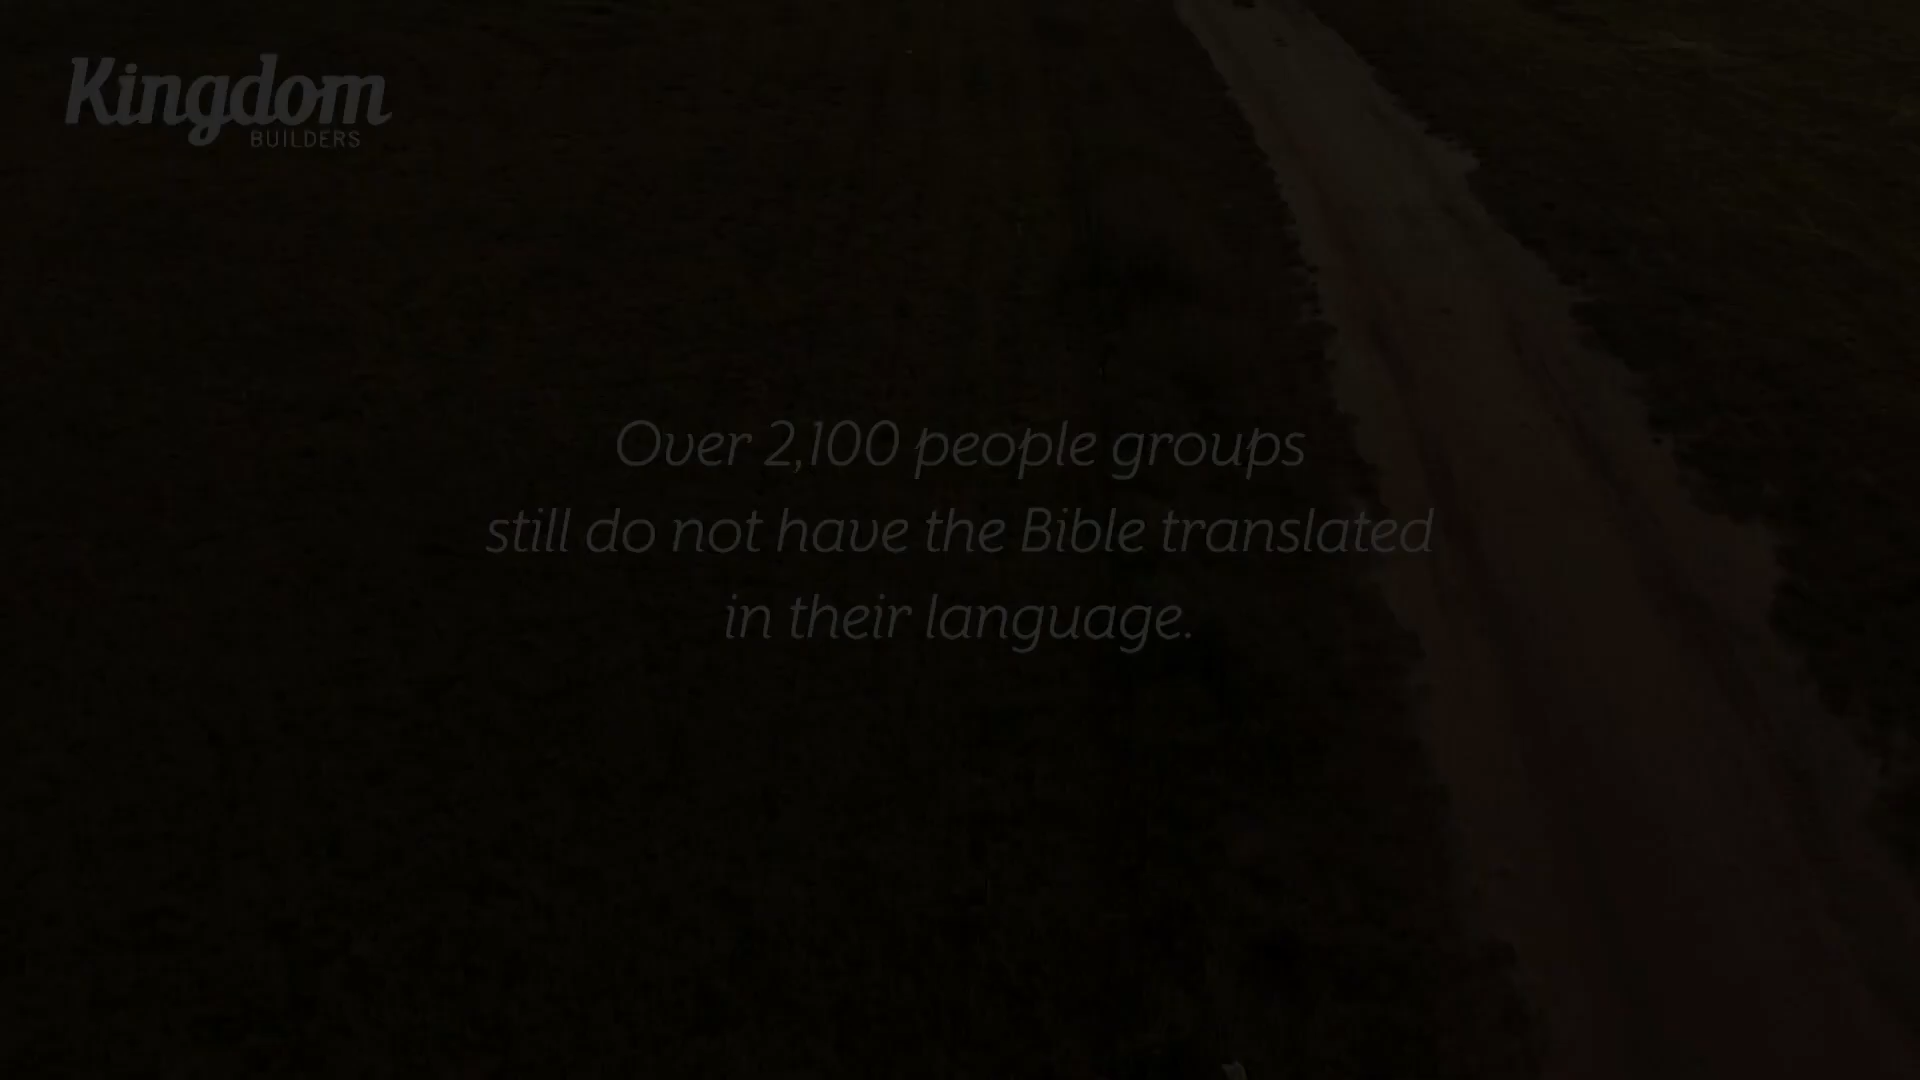 Kingdom
BUILDERS
Over 2,100 people groups
still do not have the Bible translated
in their language.